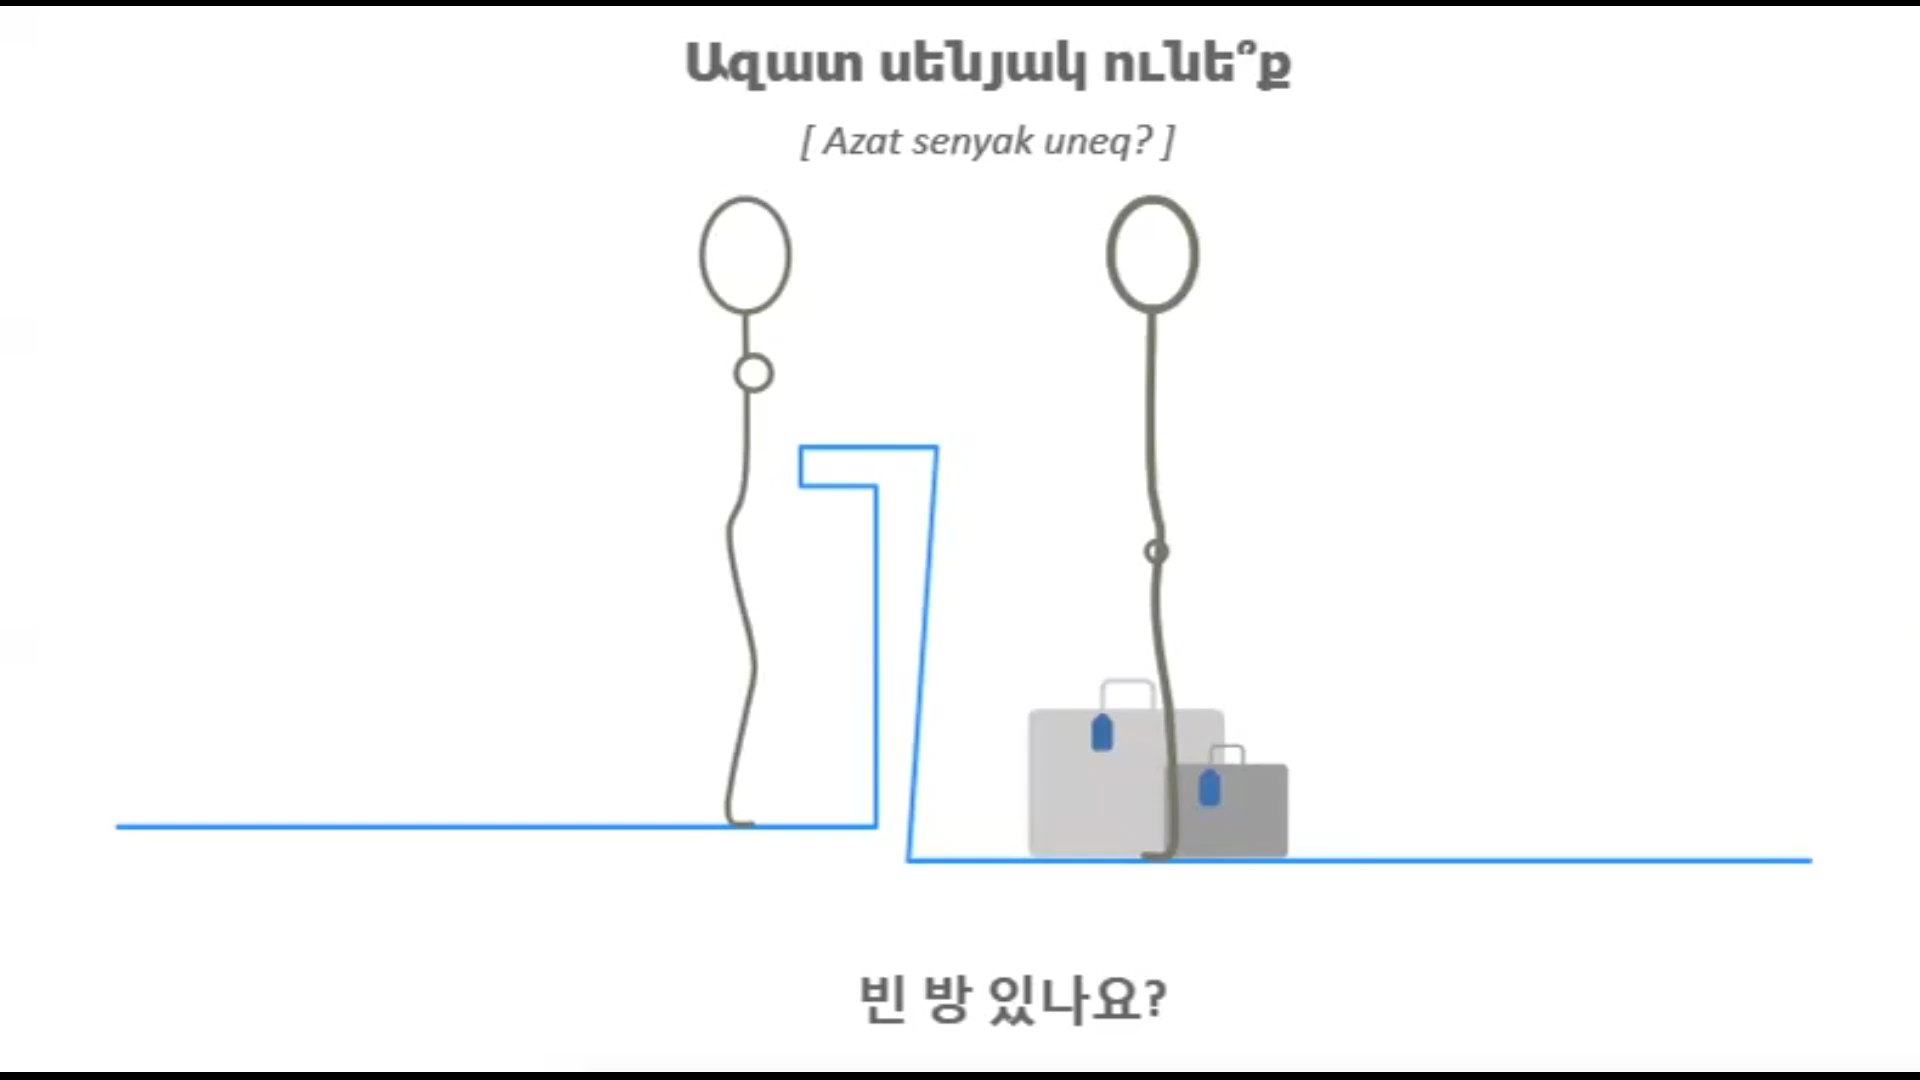 Ազատ սենյակ ունե՞ք
[ Azat senyak uneq? ]
빈 방 있나요?